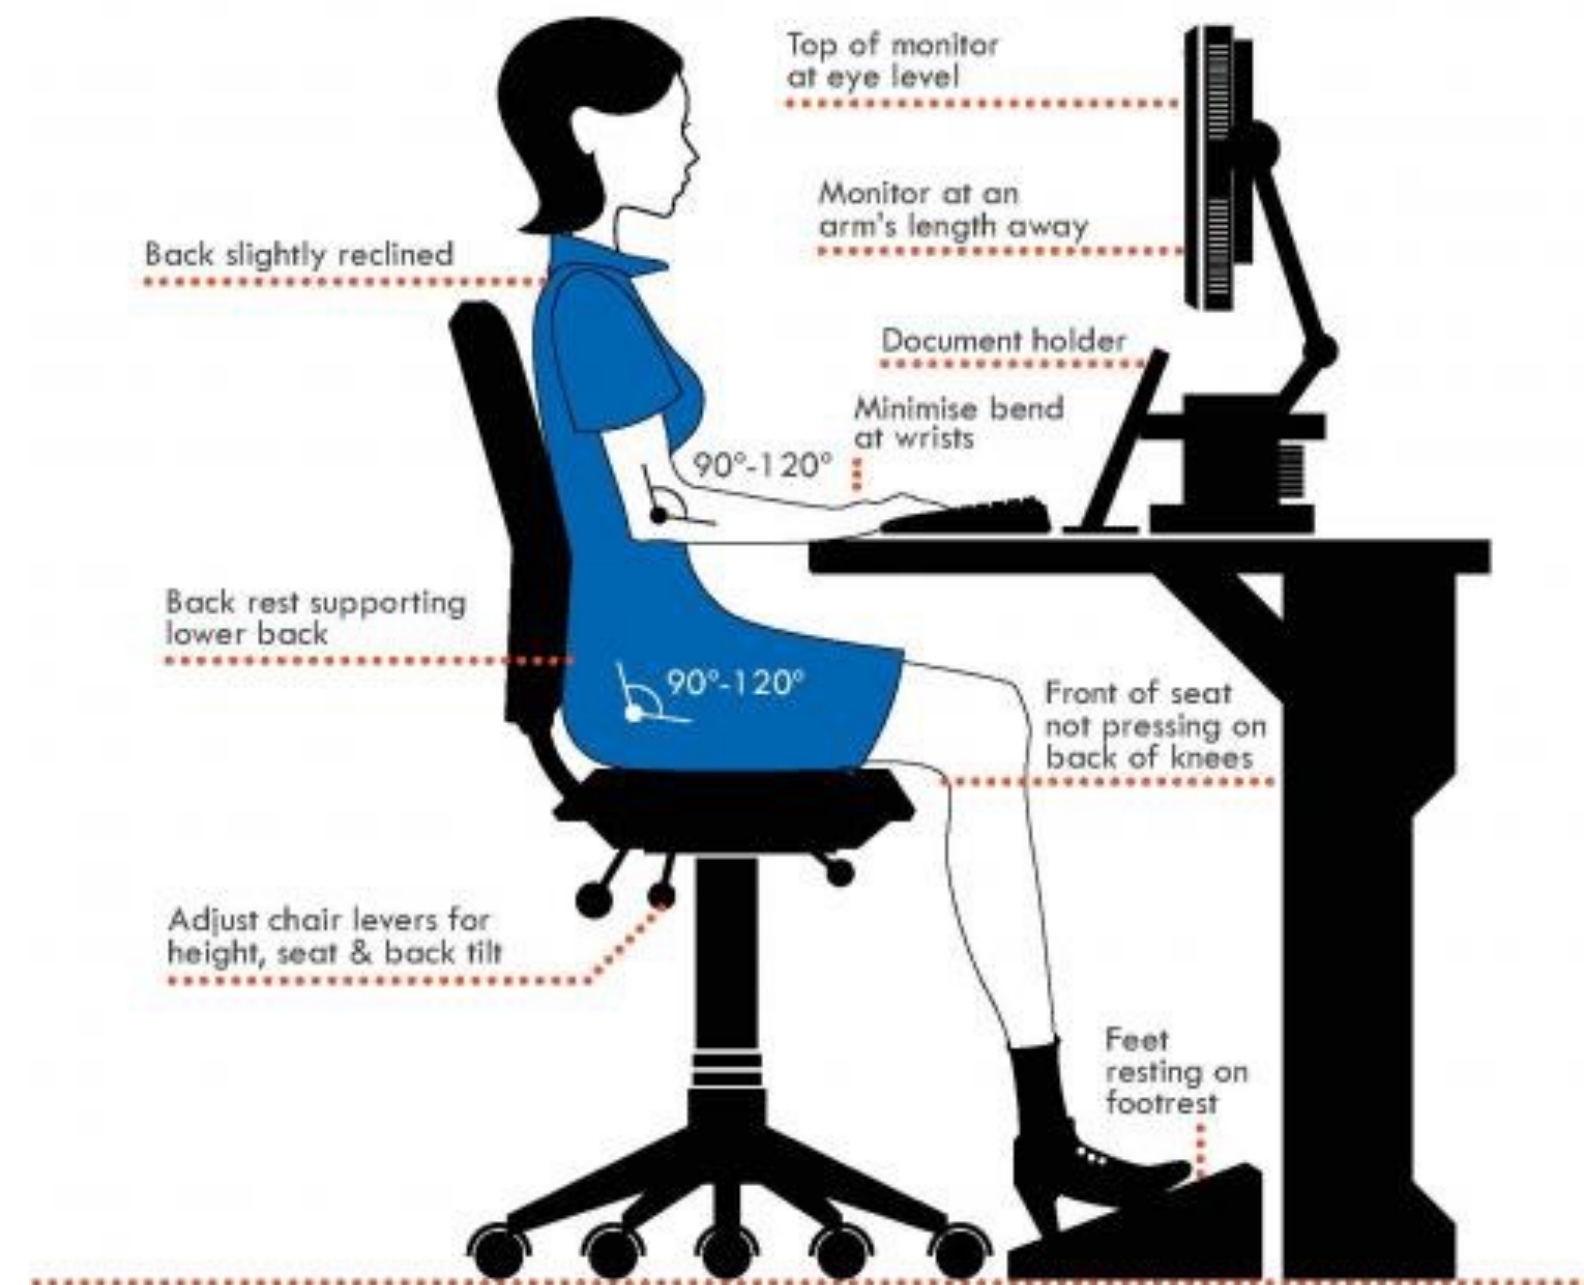 Top of monitor
at eye level
Monitor at an
arm's length away
Back slightly reclined
Document holder
Minimise bend
at wrists
90°-120°
Back rest supporting
lower back
90°-120°
Front of seat
not pressing on
back of knees
Adjust chair levers for
height, seat & back tilt
Feet
resting on
footrest